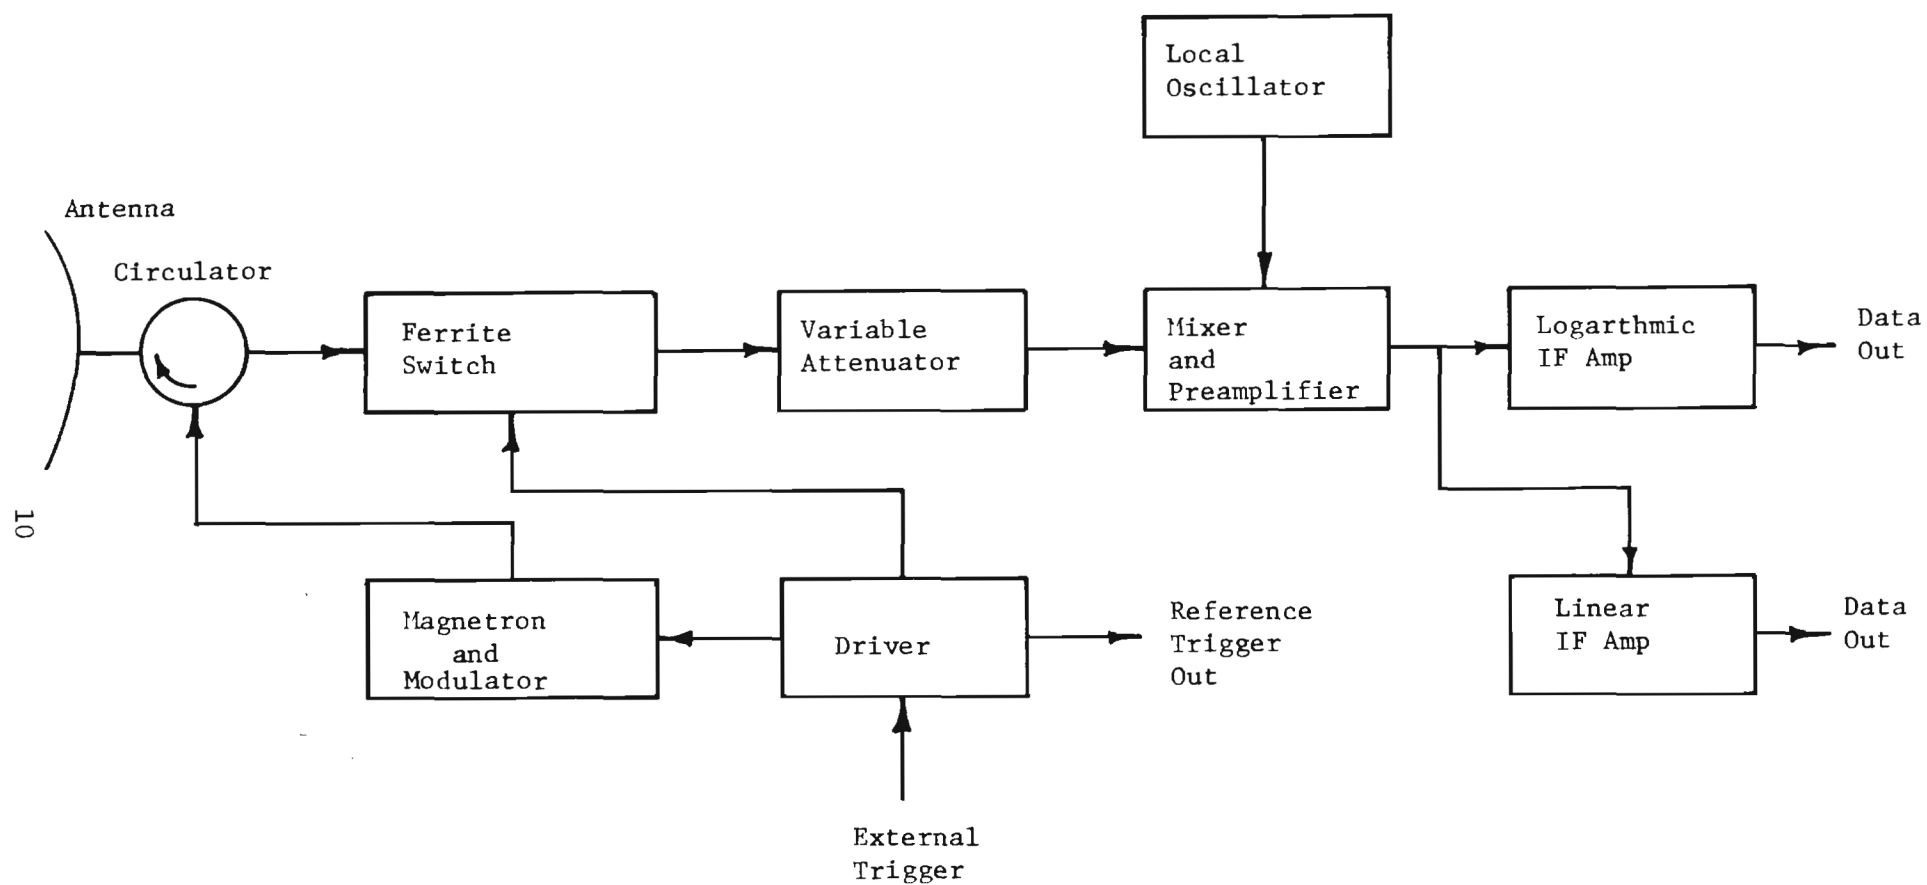 Local
Oscillator
Antenna
Circulator
Ferrite
Switch
Variable
Attenuator
Mixer
and
Preamplifier
Logarthmic
IF Amp
Data
Out
10
Magnetron
and
Modulator
Driver
Reference
Trigger
Out
Linear
IF Amp
Data
Out
External
Trigger